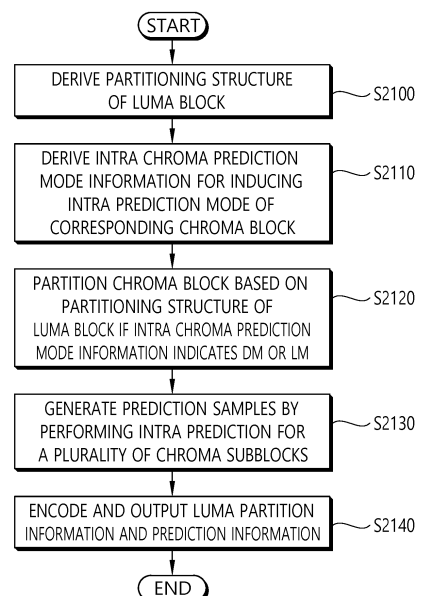 START
DERIVE PARTITIONING STRUCTURE
OF LUMA BLOCK
S2100
DERIVE INTRA CHROMA PREDICTION
MODE INFORMATION FOR INDUCING
INTRA PREDICTION MODE OF
CORRESPONDING CHROMA BLOCK
S2110
PARTITION CHROMA BLOCK BASED ON
PARTITIONING STRUCTURE OF
LUMA BLOCK IF INTRA CHROMA PREDICTION
MODE INFORMATION INDICATES DM OR LM
S2120
GENERATE PREDICTION SAMPLES BY
PERFORMING INTRA PREDICTION FOR
A PLURALITY OF CHROMA SUBBLOCKS
S2130
ENCODE AND OUTPUT LUMA PARTITION
INFORMATION AND PREDICTION INFORMATION
S2140
END